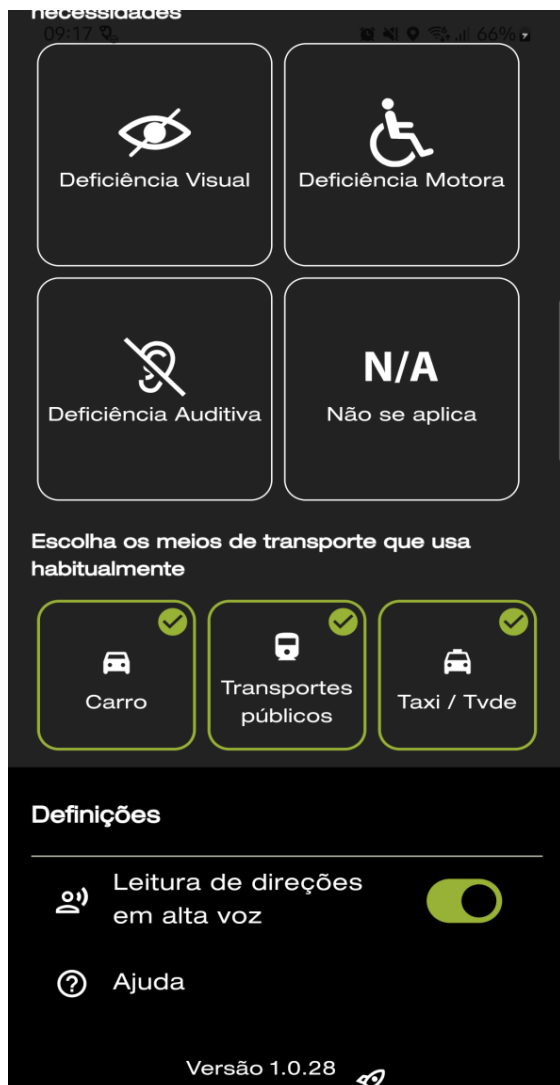 necessidades
09:17 66%
Deficiência Visual
Deficiência Motora
Deficiência Auditiva
N/A
Não se aplica
Escolha os meios de transporte que usa
habitualmente
Carro
Transportes
públicos
Taxi / Tvde
Definições
Leitura de direções
em alta voz
Ajuda
Versão 1.0.28